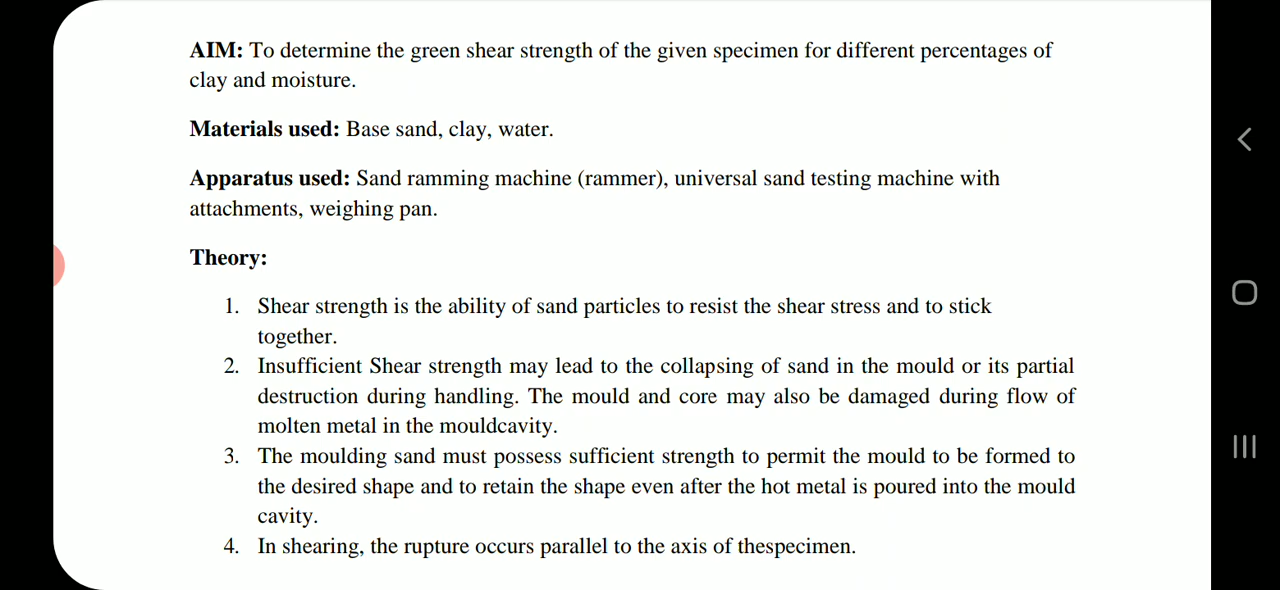 AIM: To determine the green shear strength of the given specimen for different percentages of
clay and moisture.
Materials used: Base sand, clay, water.
Apparatus used: Sand ramming machine (rammer), universal sand testing machine with
attachments, weighing pan.
Theory:
1. Shear strength is the ability of sand particles to resist the shear stress and to stick
together.
2. Insufficient Shear strength may lead to the collapsing of sand in the mould or its partial
destruction during handling. The mould and core may also be damaged during flow of
molten metal in the mouldcavity.
3. The moulding sand must possess sufficient strength to permit the mould to be formed to
the desired shape and to retain the shape even after the hot metal is poured into the mould
cavity.
4. In shearing, the rupture occurs parallel to the axis of thespecimen.